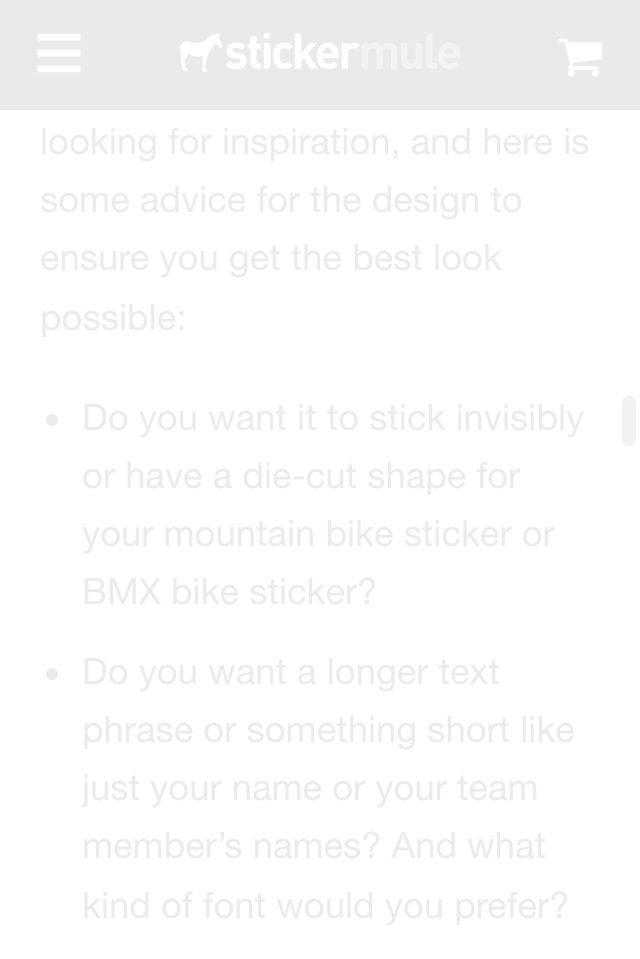 stickermule
looking for inspiration, and here is
some advice for the design to
ensure you get the best look
possible:
Do you want it to stick invisibly
or have a die-cut shape for
your mountain bike sticker or
BMX bike sticker?
Do you want a longer text
phrase or something short like
just your name or your team
member’s names? And what
kind of font would you prefer?